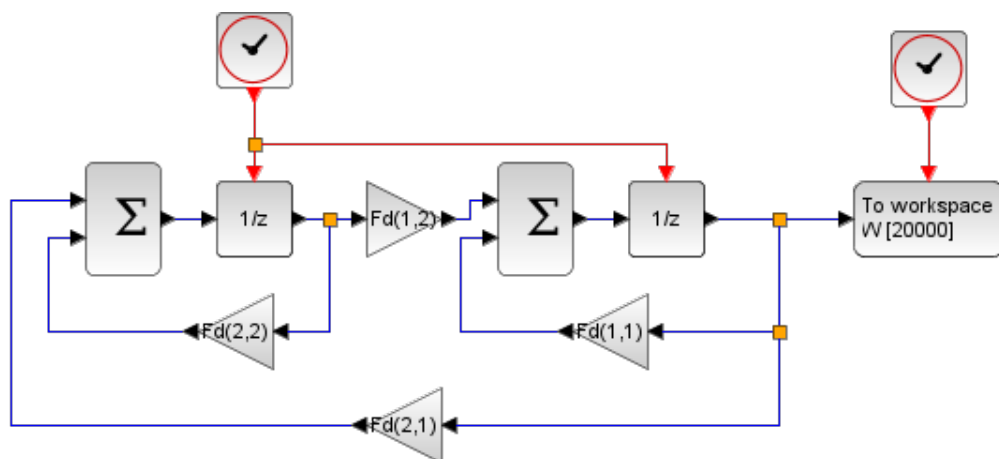 Σ
1/z
Fd(1,2)
Σ
1/z
To workspace
W [20000]
Fd(2,2)
Fd(1,1)
Fd(2,1)